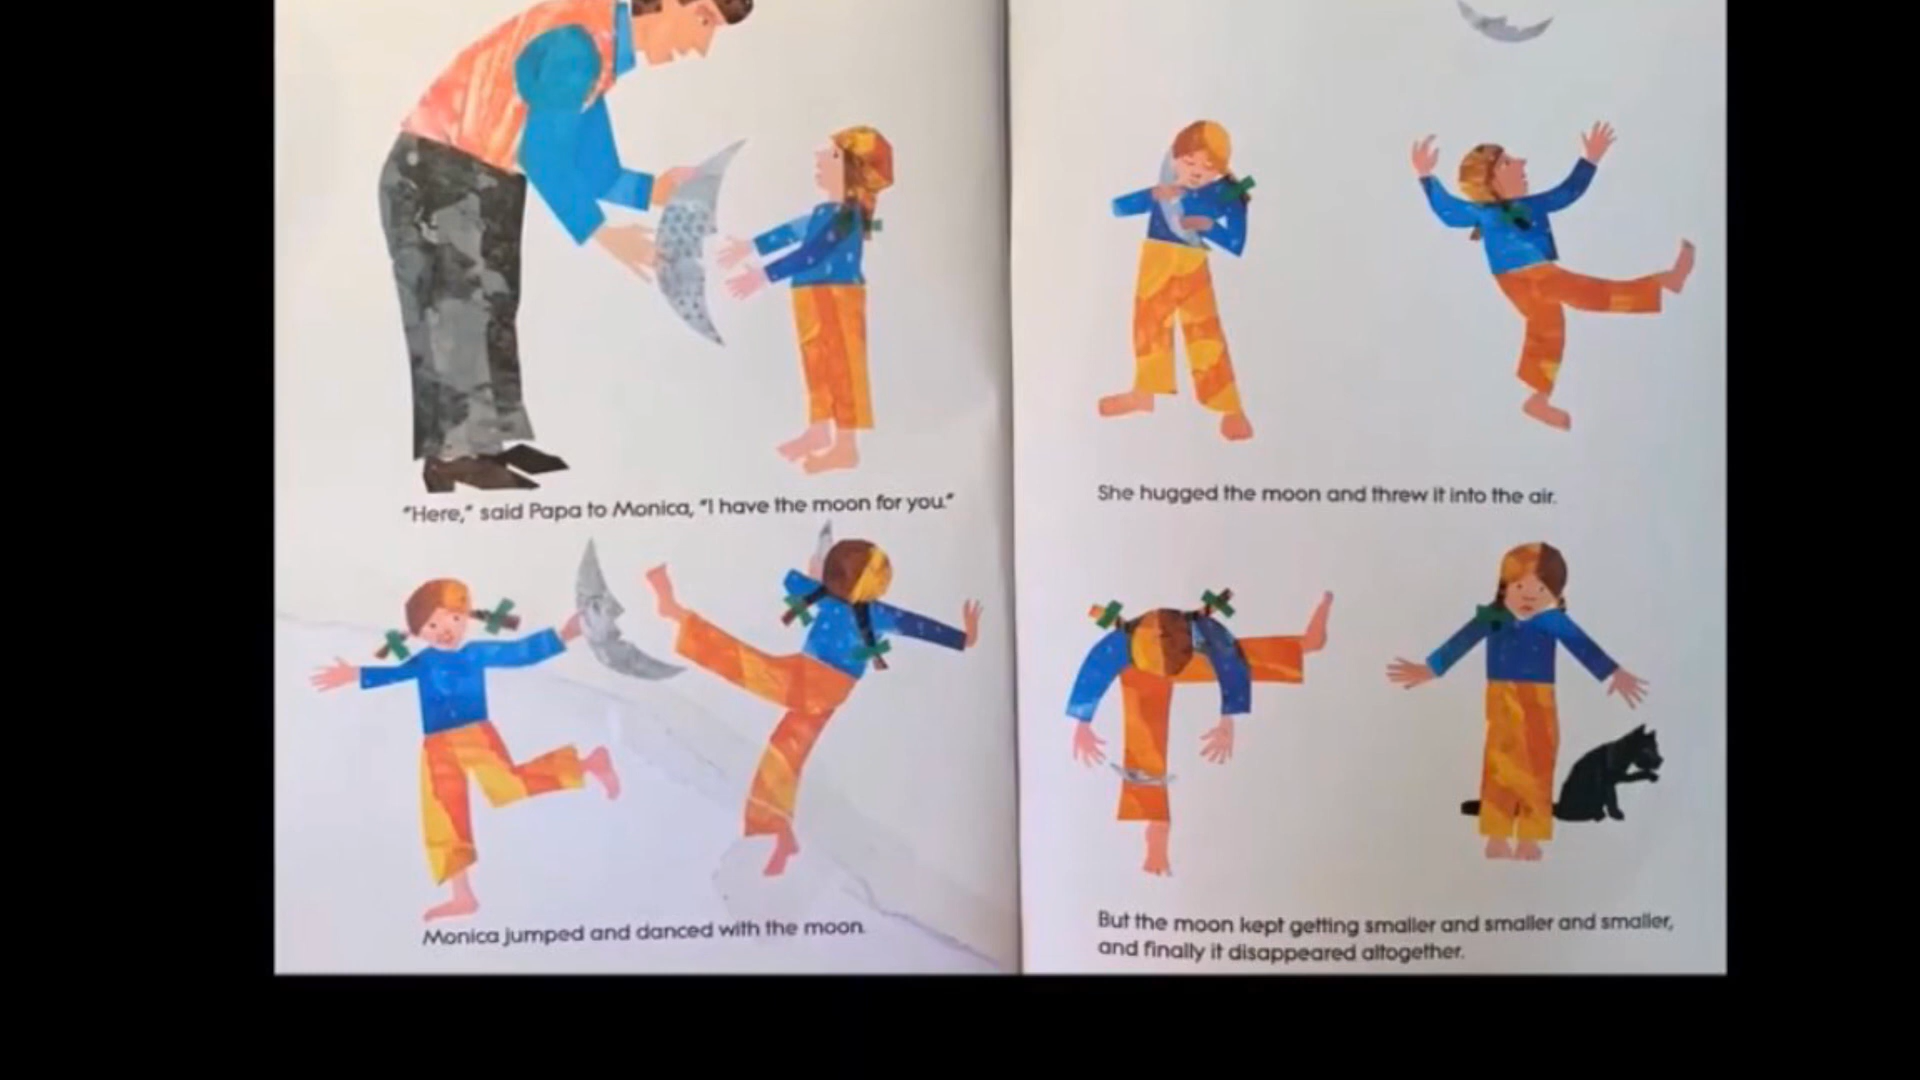 "Here," said Papa to Monica, "I have the moon for you."
Monica jumped and danced with the moon.
She hugged the moon and threw it into the air.
But the moon kept getting smaller and smaller and smaller,
and finally it disappeared altogether.